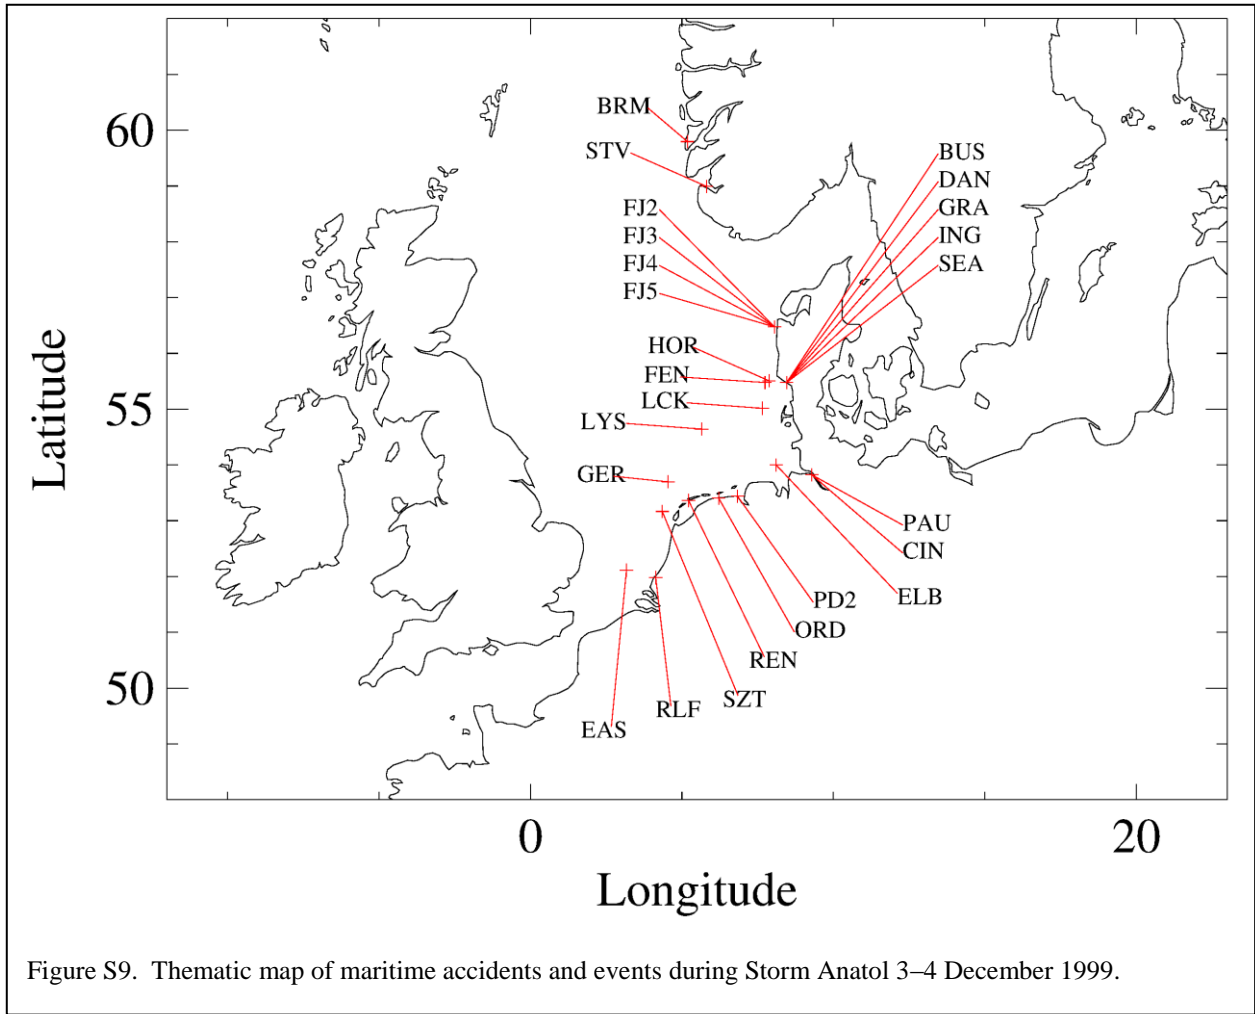 60
BRM
STV
BUS
DAN
GRA
ING
SEA
FJ2
FJ3
FJ4
FJ5
HOR
FEN
LCK
LYS
GER
55
PAU
CIN
ELB
PD2
ORD
REN
SZT
RLF
EAS
50
Latitude
0
20
Longitude
Figure S9. Thematic map of maritime accidents and events during Storm Anatol 3–4 December 1999.